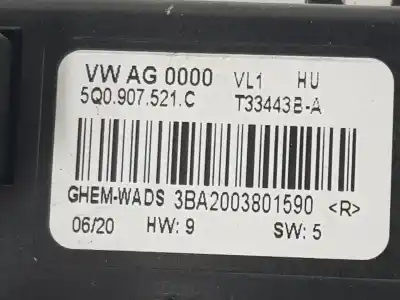 VW AG 0000 VL1 HU
5Q0.907.521.C T33443B-A
GHEM-WADS 3BA2003801590 <R>
06/20 HW: 9 SW: 5